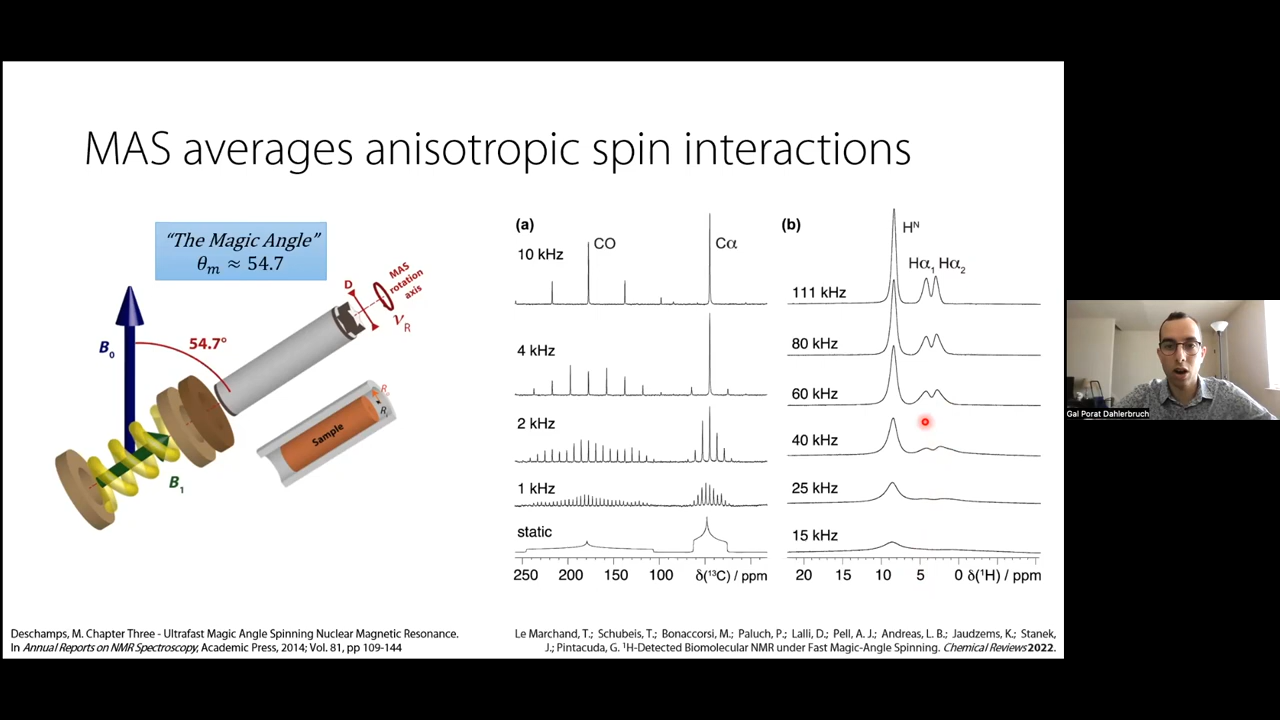 MAS averages anisotropic spin interactions
"The Magic Angle"
θm ≈ 54.7
B0
54.7°
D
MAS
rotation
axis
νR
B1
Sample
(a)
10 kHz
CO
Cα
4 kHz
2 kHz
1 kHz
static
250 200 150 100 δ(¹³C) / ppm
(b)
HN
Hα1 Hα2
111 kHz
80 kHz
60 kHz
40 kHz
25 kHz
15 kHz
20 15 10 5 0 δ(¹H) / ppm
Deschamps, M. Chapter Three - Ultrafast Magic Angle Spinning Nuclear Magnetic Resonance.
In Annual Reports on NMR Spectroscopy, Academic Press, 2014; Vol. 81, pp 109-144
Le Marchand, T.; Schubeis, T.; Bonaccorsi, M.; Paluch, P.; Lalli, D.; Pell, A. J.; Andreas, L. B.; Jaudzems, K.; Stanek,
J.; Pintacuda, G. ¹H-Detected Biomolecular NMR under Fast Magic-Angle Spinning. Chemical Reviews 2022.
Gal Porat Dahlerbruch